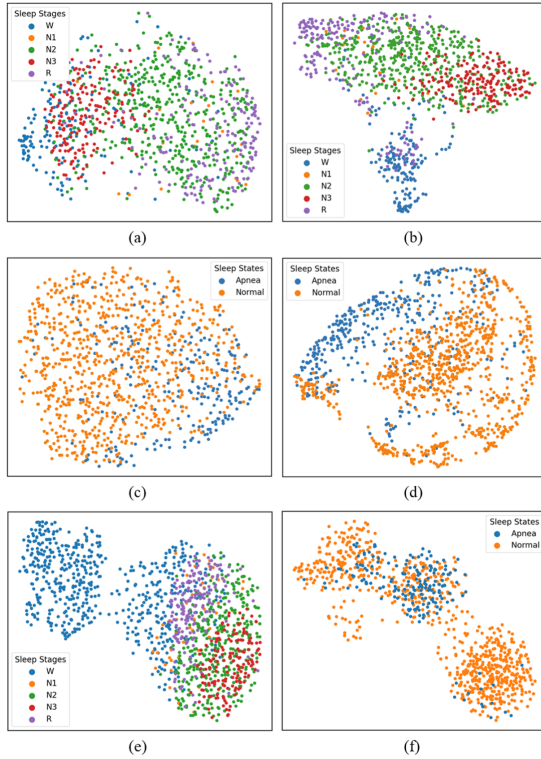 Sleep Stages
W
N1
N2
N3
R
(a)
Sleep Stages
W
N1
N2
N3
R
(b)
Sleep States
Apnea
Normal
(c)
Sleep States
Apnea
Normal
(d)
Sleep Stages
W
N1
N2
N3
R
(e)
Sleep States
Apnea
Normal
(f)